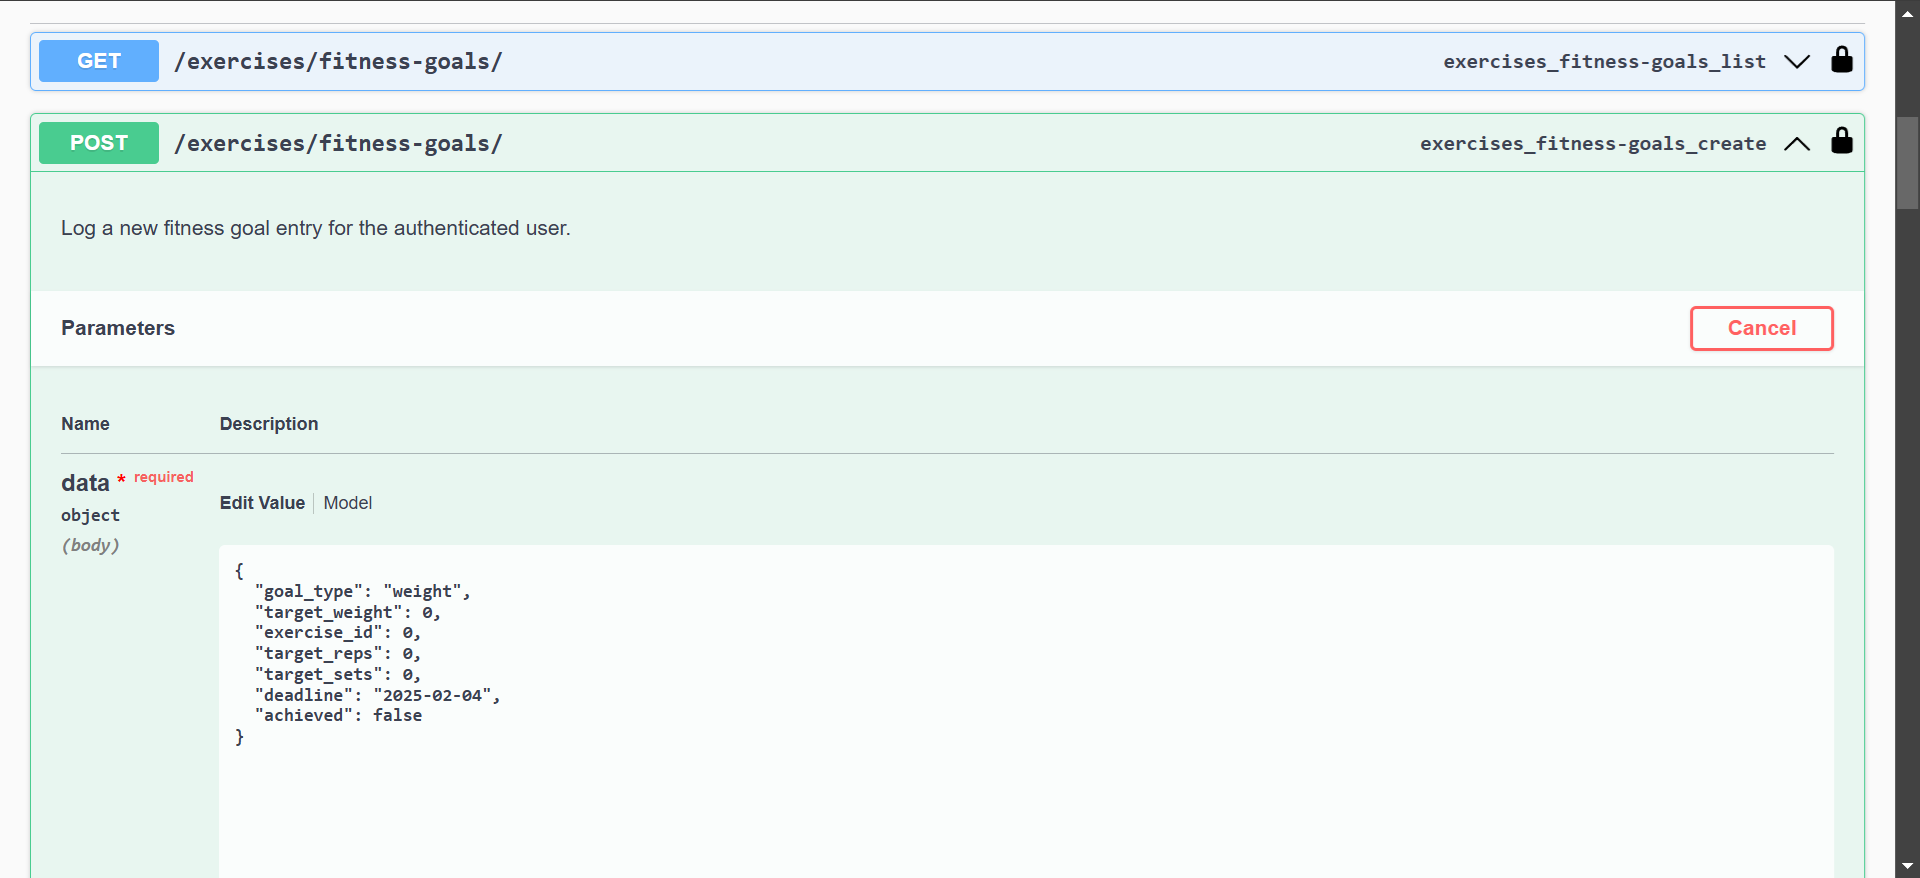 GET /exercises/fitness-goals/ exercises_fitness-goals_list
POST /exercises/fitness-goals/ exercises_fitness-goals_create
Log a new fitness goal entry for the authenticated user.
Parameters Cancel
Name Description
data * required
object
(body)
Edit Value Model
{
  "goal_type": "weight",
  "target_weight": 0,
  "exercise_id": 0,
  "target_reps": 0,
  "target_sets": 0,
  "deadline": "2025-02-04",
  "achieved": false
}